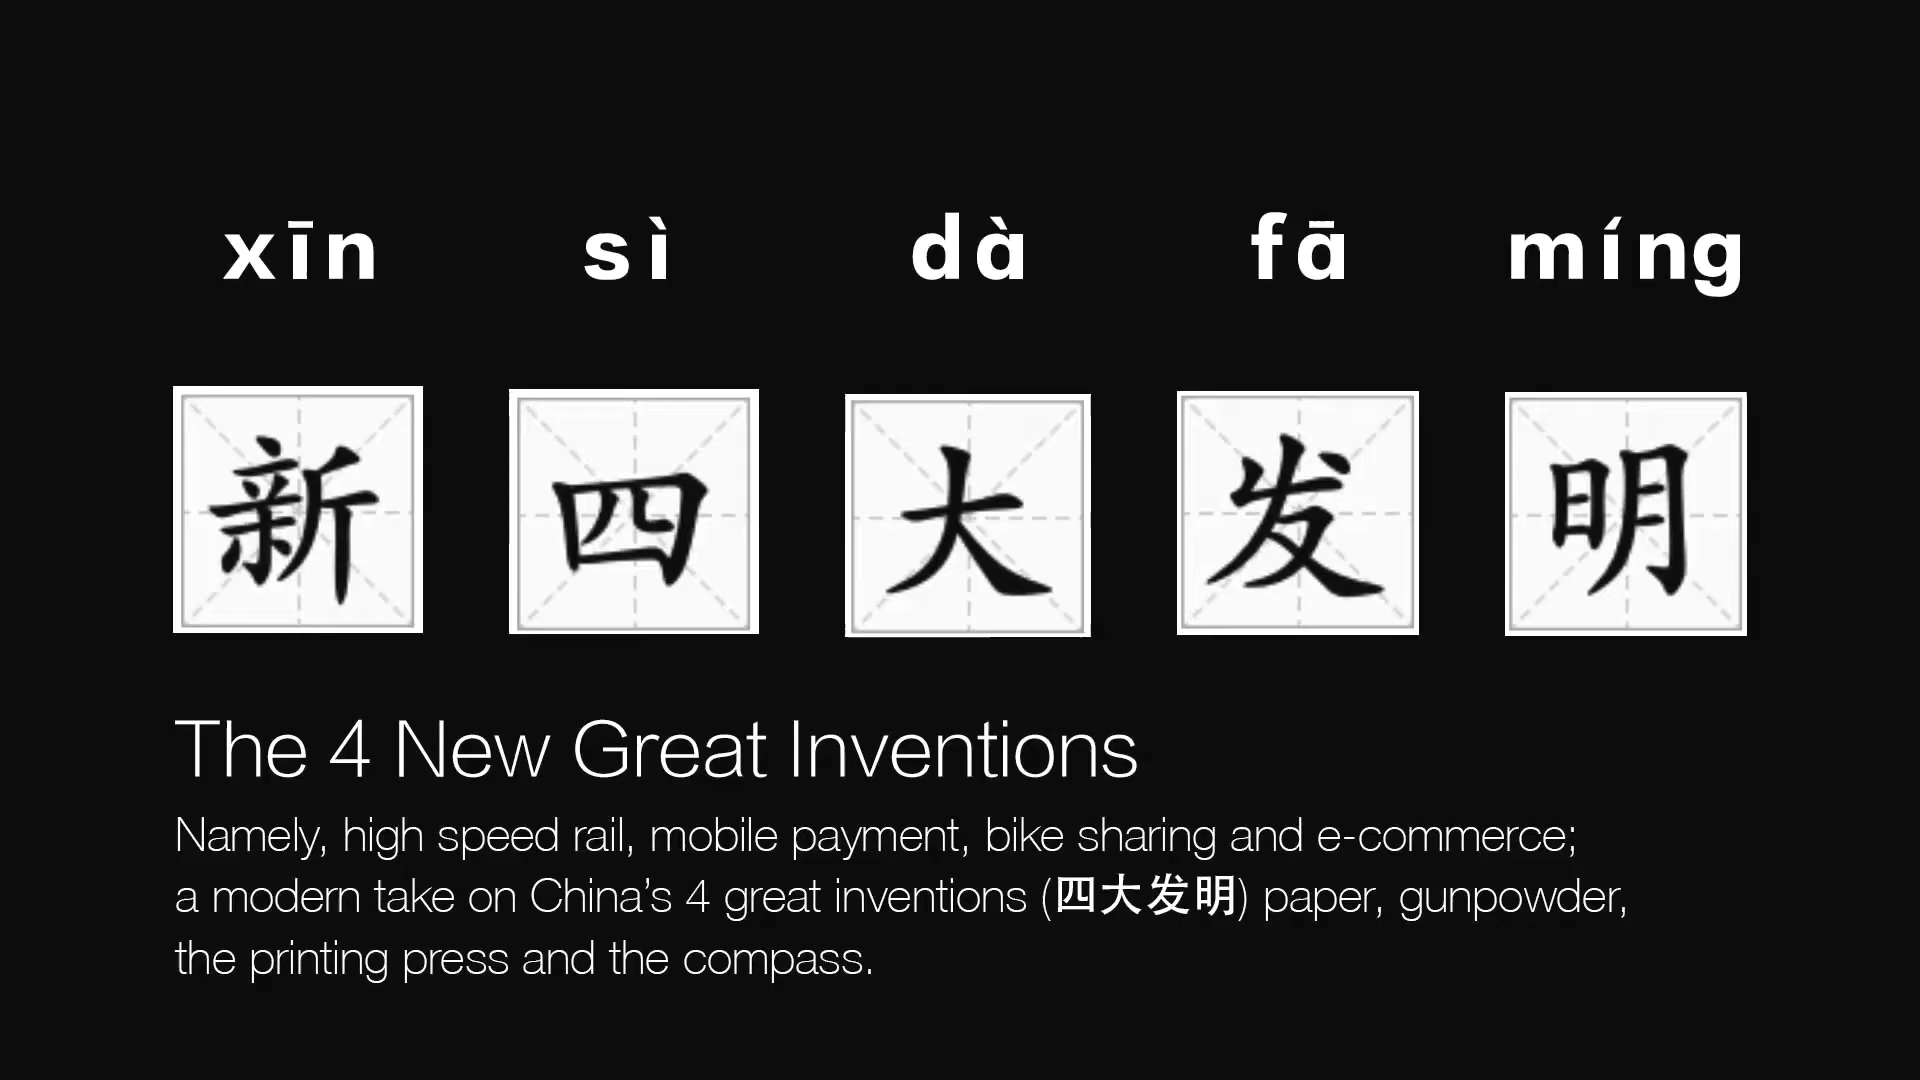 xīn sì dà fā míng
新 四 大 发 明
The 4 New Great Inventions
Namely, high speed rail, mobile payment, bike sharing and e-commerce;
a modern take on China’s 4 great inventions (四大发明) paper, gunpowder,
the printing press and the compass.